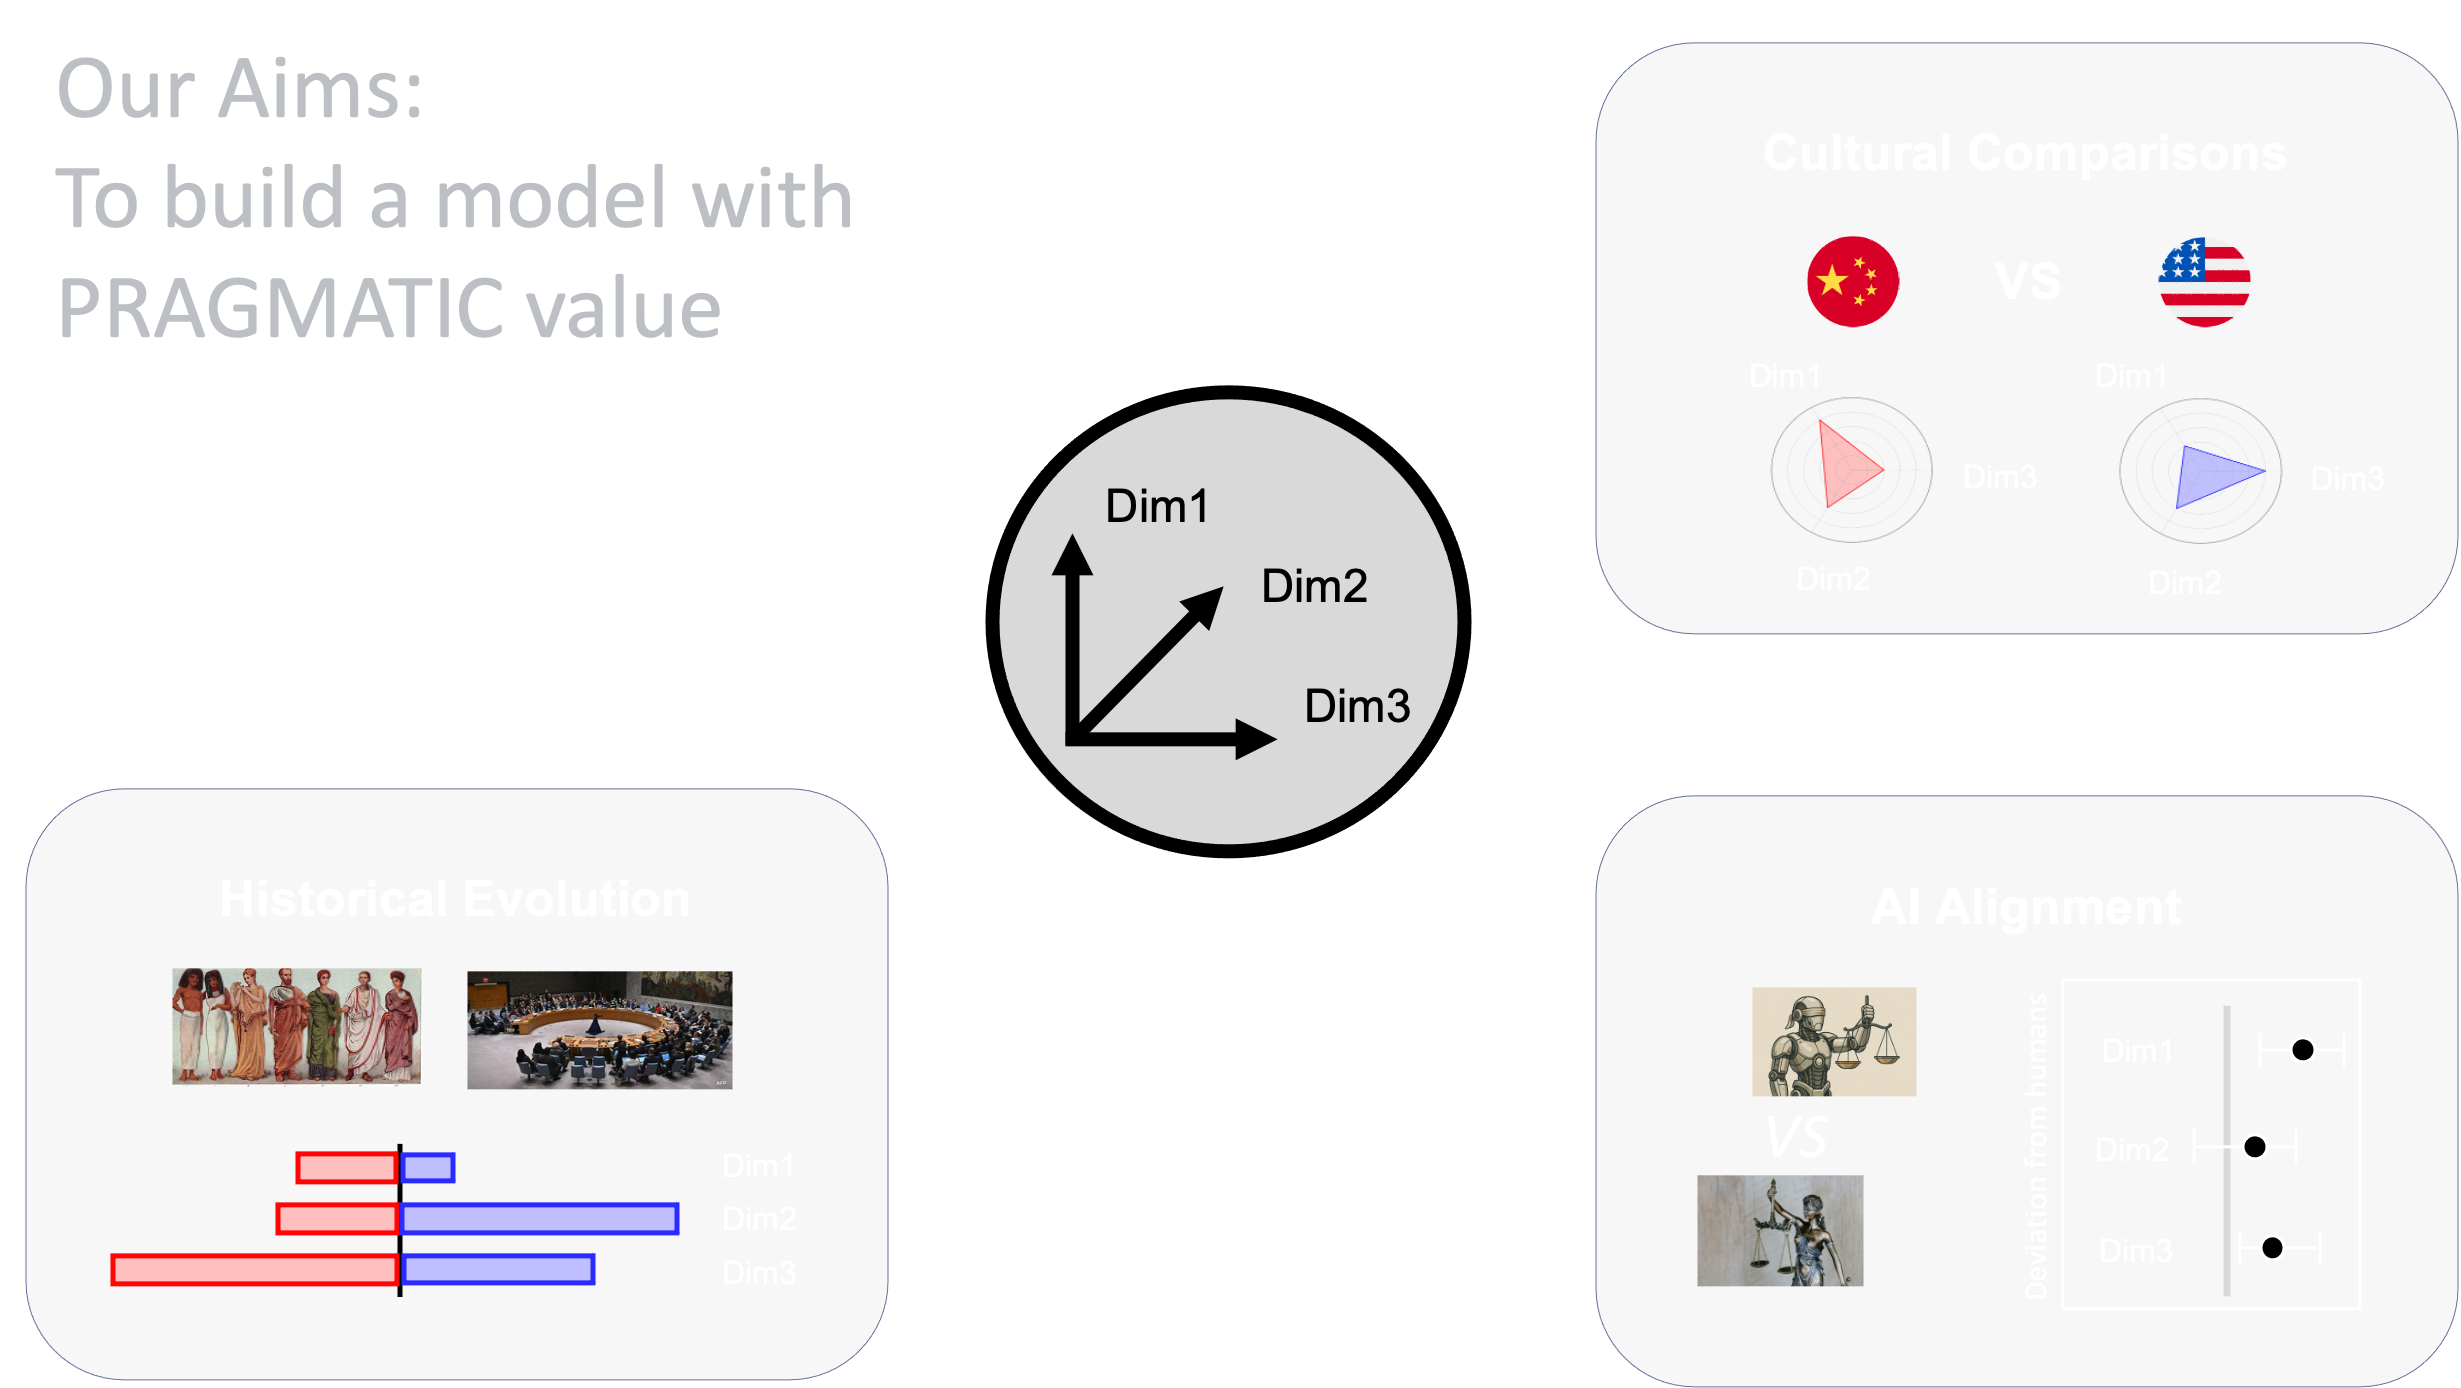 Our Aims:
To build a model with
PRAGMATIC value
Cultural Comparisons
VS
Dim1
Dim1
Dim3
Dim3
Dim2
Dim2
Dim1
Dim2
Dim3
Historical Evolution
AFP
Dim1
Dim2
Dim3
AI Alignment
VS
Deviation from humans
Dim1
Dim2
Dim3